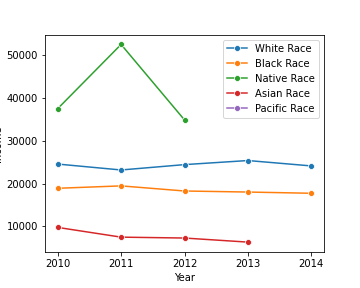 White Race
Black Race
Native Race
Asian Race
Pacific Race
50000
40000
30000
20000
10000
2010 2011 2012 2013 2014
Year